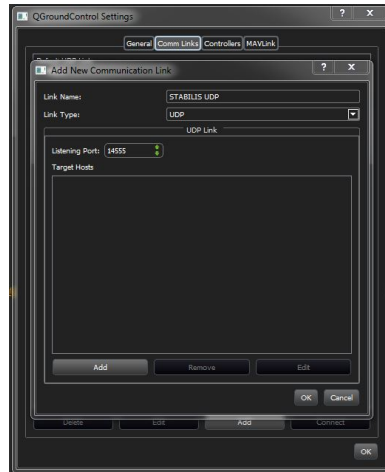 QGroundControl Settings
General Comm Links Controllers MAVLink
Add New Communication Link
Link Name: STABILIS UDP
Link Type: UDP
UDP Link
Listening Port: 14555
Target Hosts
Add Remove Edit
OK Cancel
Delete Edit Add Connect
OK